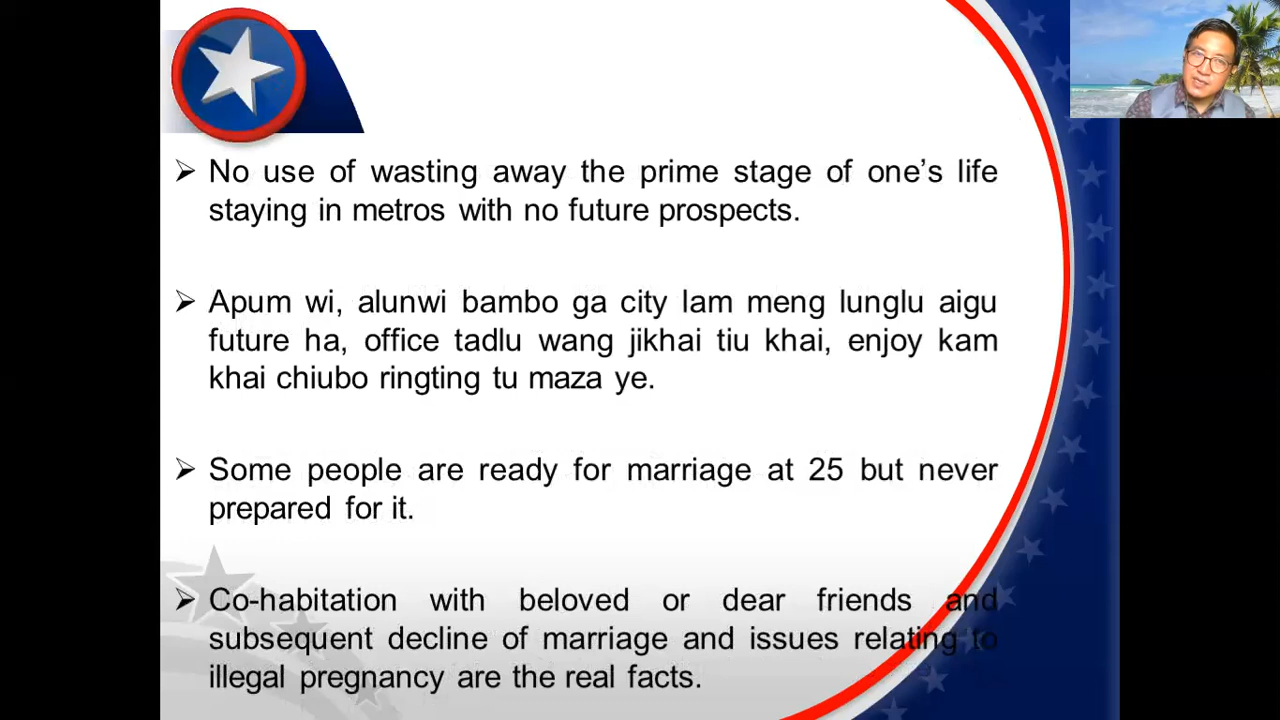 ➢ No use of wasting away the prime stage of one’s life
staying in metros with no future prospects.
➢ Apum wi, alunwi bambo ga city lam meng lunglu aigu
future ha, office tadlu wang jikhai tiu khai, enjoy kam
khai chiubo ringting tu maza ye.
➢ Some people are ready for marriage at 25 but never
prepared for it.
➢ Co-habitation with beloved or dear friends and
subsequent decline of marriage and issues relating to
illegal pregnancy are the real facts.